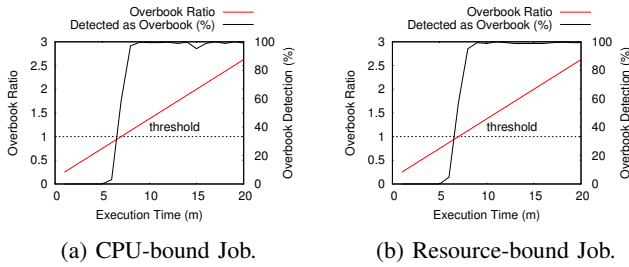 Overbook Ratio
Detected as Overbook (%)
3
2.5
2
1.5
1
0.5
0
Overbook Ratio
threshold
100
80
60
40
20
0
Overbook Detection (%)
0 5 10 15 20
Execution Time (m)
(a) CPU-bound Job.
Overbook Ratio
Detected as Overbook (%)
3
2.5
2
1.5
1
0.5
0
Overbook Ratio
threshold
100
80
60
40
20
0
Overbook Detection (%)
0 5 10 15 20
Execution Time (m)
(b) Resource-bound Job.